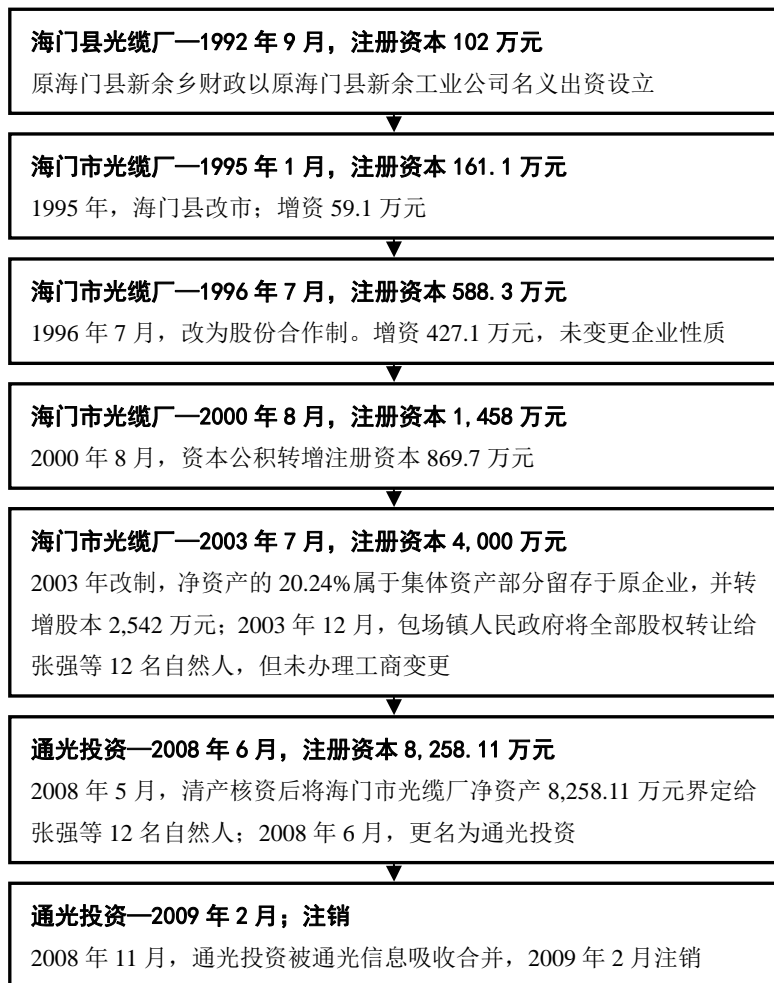 海门县光缆厂—1992 年 9 月，注册资本 102 万元
原海门县新余乡财政以原海门县新余工业公司名义出资设立
海门市光缆厂—1995 年 1 月，注册资本 161.1 万元
1995 年，海门县改市；增资 59.1 万元
海门市光缆厂—1996 年 7 月，注册资本 588.3 万元
1996 年 7 月，改为股份合作制。增资 427.1 万元，未变更企业性质
海门市光缆厂—2000 年 8 月，注册资本 1,458 万元
2000 年 8 月，资本公积转增注册资本 869.7 万元
海门市光缆厂—2003 年 7 月，注册资本 4,000 万元
2003 年改制，净资产的 20.24%属于集体资产部分留存于原企业，并转
增股本 2,542 万元；2003 年 12 月，包场镇人民政府将全部股权转让给
张强等 12 名自然人，但未办理工商变更
通光投资—2008 年 6 月，注册资本 8,258.11 万元
2008 年 5 月，清产核资后将海门市光缆厂净资产 8,258.11 万元界定给
张强等 12 名自然人；2008 年 6 月，更名为通光投资
通光投资—2009 年 2 月；注销
2008 年 11 月，通光投资被通光信息吸收合并，2009 年 2 月注销